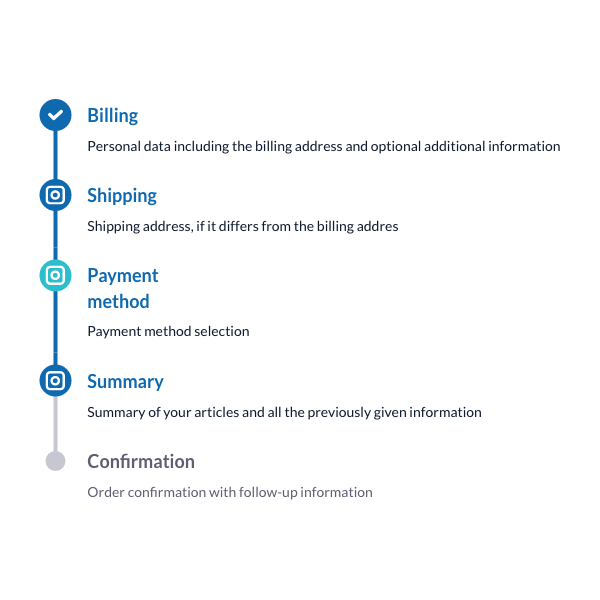 Billing
Personal data including the billing address and optional additional information
Shipping
Shipping address, if it differs from the billing addres
Payment
method
Payment method selection
Summary
Summary of your articles and all the previously given information
Confirmation
Order confirmation with follow-up information